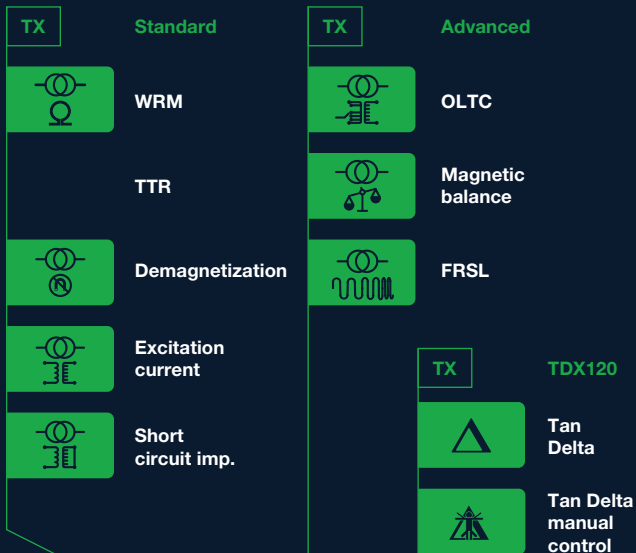 TX
Standard
WRM
TTR
Demagnetization
Excitation
current
Short
circuit imp.
TX
Advanced
OLTC
Magnetic
balance
FRSL
TX
TDX120
Tan
Delta
Tan Delta
manual
control